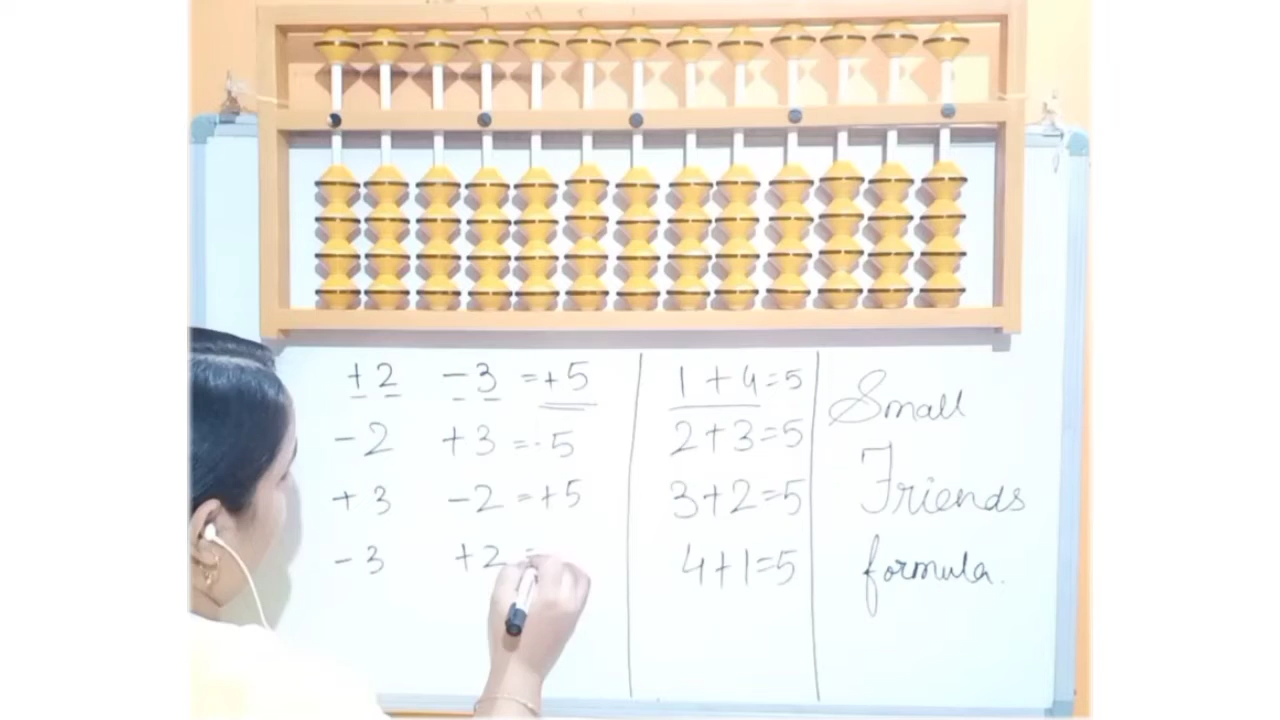 +2 -3 =+5
-2 +3 =-5
+3 -2 =+5
-3 +2 =
1+4=5
2+3=5
3+2=5
4+1=5
Small
Friends
formula.